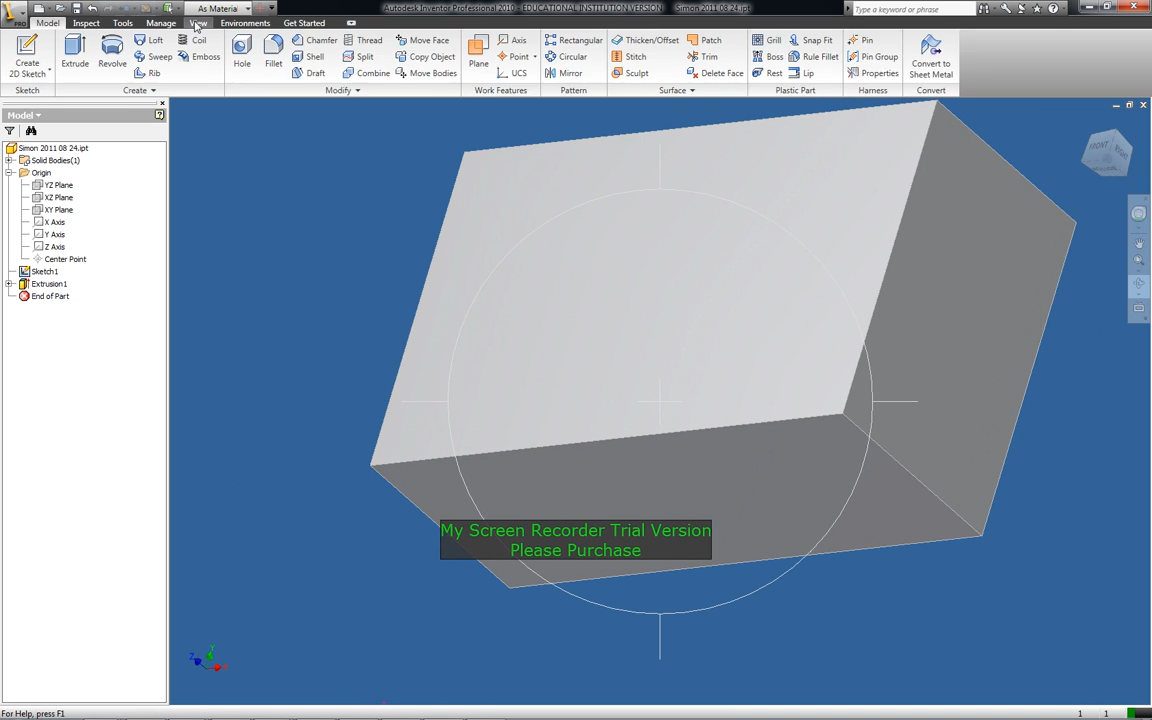 As Material
Autodesk Inventor Professional 2010 - EDUCATIONAL INSTITUTION VERSION Simon 2011 08 24.ipt
Type a keyword or phrase
PRO
Model Inspect Tools Manage View Environments Get Started
Create 2D Sketch
Sketch
Extrude Revolve Loft Coil
Sweep Emboss
Rib
Create
Hole Fillet Chamfer Thread Move Face
Shell Split Copy Object
Draft Combine Move Bodies
Modify
Plane Axis
Point
UCS
Work Features
Rectangular
Circular
Mirror
Pattern
Thicken/Offset Patch
Stitch Trim
Sculpt Delete Face
Surface
Grill Snap Fit
Boss Rule Fillet
Rest Lip
Plastic Part
Pin
Pin Group
Properties
Harness
Convert to
Sheet Metal
Convert
Model
Simon 2011 08 24.ipt
Solid Bodies(1)
Origin
YZ Plane
XZ Plane
XY Plane
X Axis
Y Axis
Z Axis
Center Point
Sketch1
Extrusion1
End of Part
FRONT RIGHT
My Screen Recorder Trial Version
Please Purchase
Z Y X
For Help, press F1
1 1